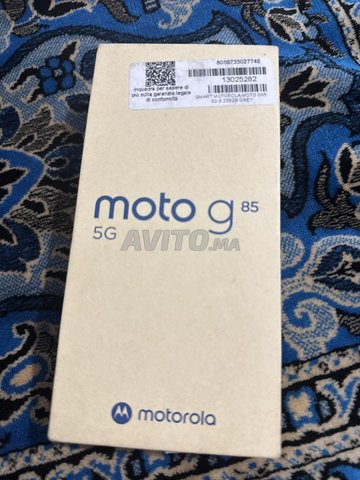 8058735027748
13025282
Inquadra per sapere di
più sulla garanzia legale
di conformità
SMART MOTOROLA MOTO G85
5G 8 256GB GREY
moto g 85
5G
AVITO.ma
motorola